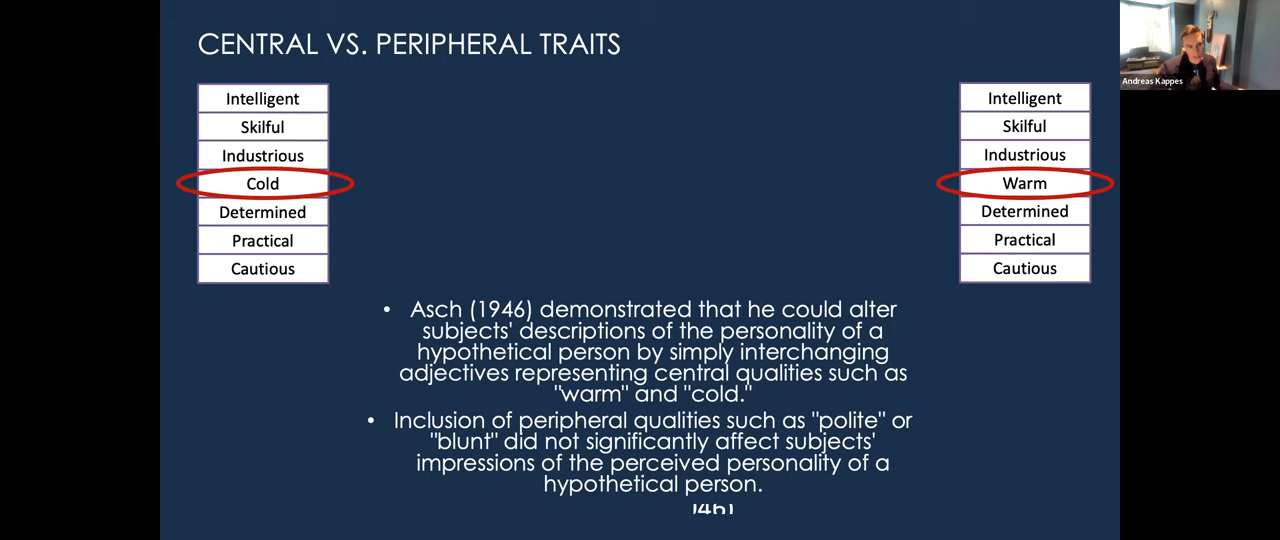 CENTRAL VS. PERIPHERAL TRAITS
Andreas Kappes
Intelligent
Skilful
Industrious
Cold
Determined
Practical
Cautious
Intelligent
Skilful
Industrious
Warm
Determined
Practical
Cautious
• Asch (1946) demonstrated that he could alter
subjects' descriptions of the personality of a
hypothetical person by simply interchanging
adjectives representing central qualities such as
"warm" and "cold."
• Inclusion of peripheral qualities such as "polite" or
"blunt" did not significantly affect subjects'
impressions of the perceived personality of a
hypothetical person.